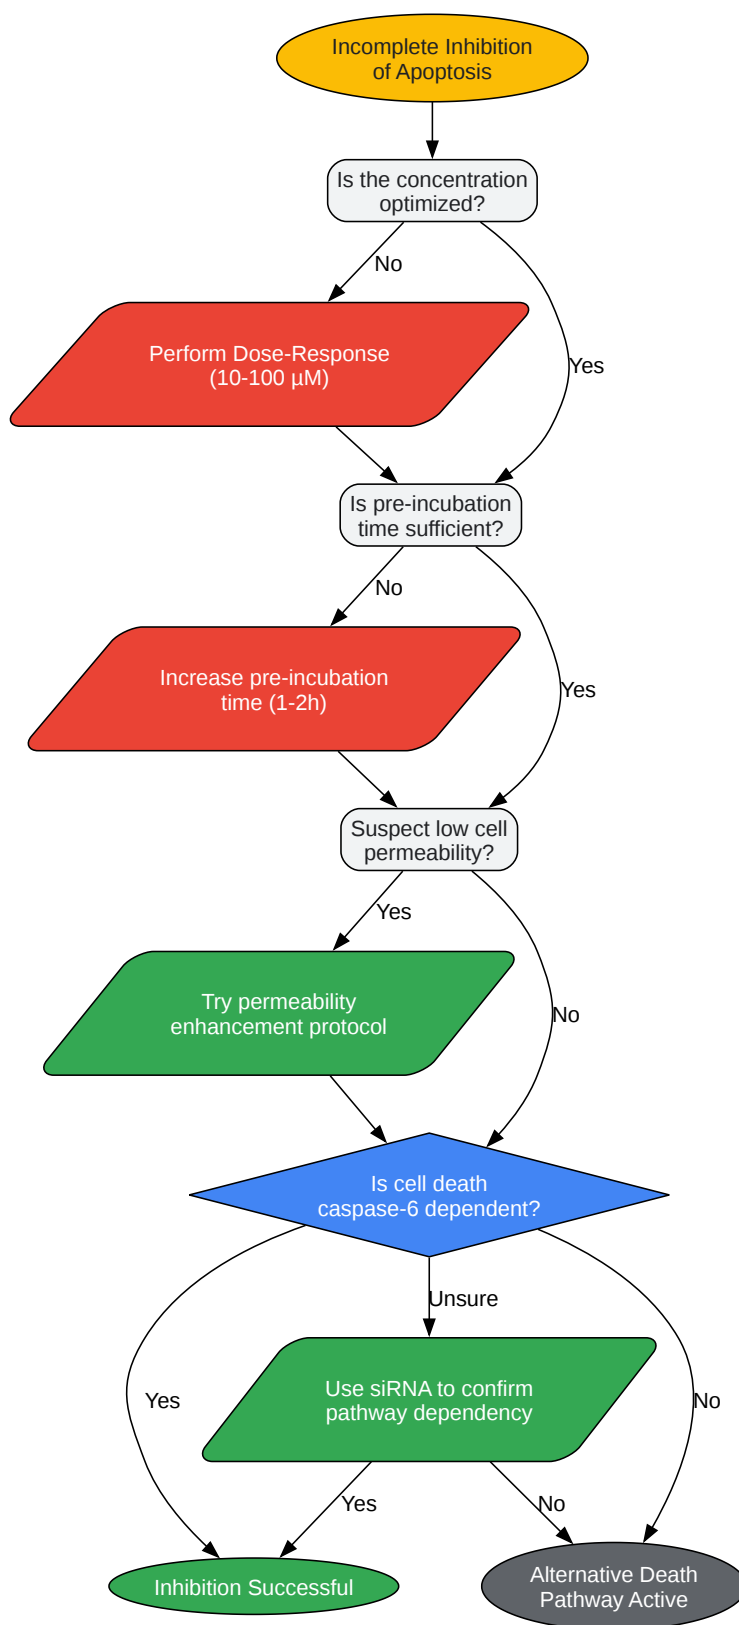 Incomplete Inhibition
of Apoptosis
Is the concentration
optimized?
No
Perform Dose-Response
(10-100 µM)
Yes
Is pre-incubation
time sufficient?
No
Increase pre-incubation
time (1-2h)
Yes
Suspect low cell
permeability?
Yes
Try permeability
enhancement protocol
No
Is cell death
caspase-6 dependent?
Unsure
Use siRNA to confirm
pathway dependency
Yes
No
Yes
No
Inhibition Successful
Alternative Death
Pathway Active